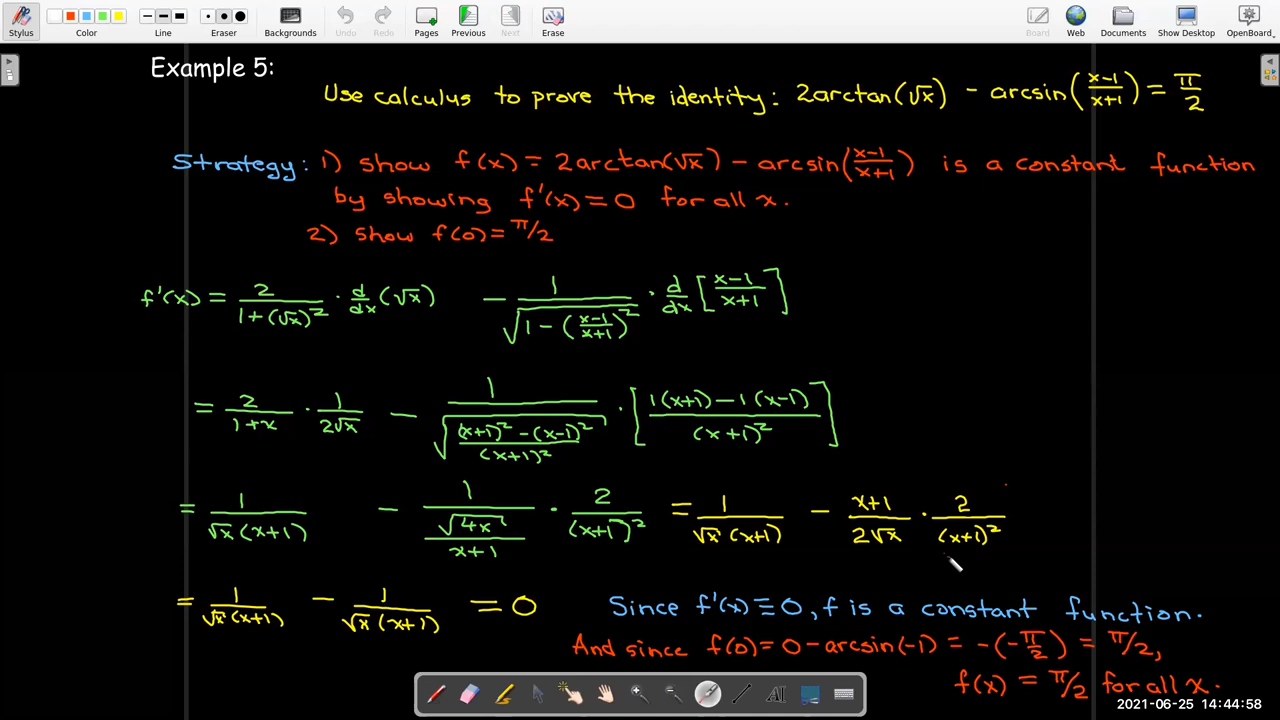 Stylus Color Line Eraser Backgrounds Undo Redo Pages Previous Next Erase Board Web Documents Show Desktop OpenBoard
Example 5:
Use calculus to prove the identity: 2arctan(√x) - arcsin((x-1)/(x+1)) = π/2
Strategy: 1) show f(x) = 2arctan(√x) - arcsin((x-1)/(x+1)) is a constant function
by showing f'(x) = 0 for all x.
2) show f(0) = π/2
f'(x) = 2/(1+(√x)²) · d/dx(√x) - 1/√(1-((x-1)/(x+1))²) · d/dx[(x-1)/(x+1)]
= 2/(1+x) · 1/(2√x) - 1/√(((x+1)²-(x-1)²)/(x+1)²) · [(1(x+1)-1(x-1))/(x+1)²]
= 1/(√x(x+1)) - 1/(√(4x)/(x+1)) · 2/(x+1)² = 1/(√x(x+1)) - (x+1)/(2√x) · 2/(x+1)²
= 1/(√x(x+1)) - 1/(√x(x+1)) = 0
Since f'(x) ≡ 0, f is a constant function.
And since f(0) = 0 - arcsin(-1) = -(-π/2) = π/2,
f(x) = π/2 for all x.
2021-06-25 14:44:58